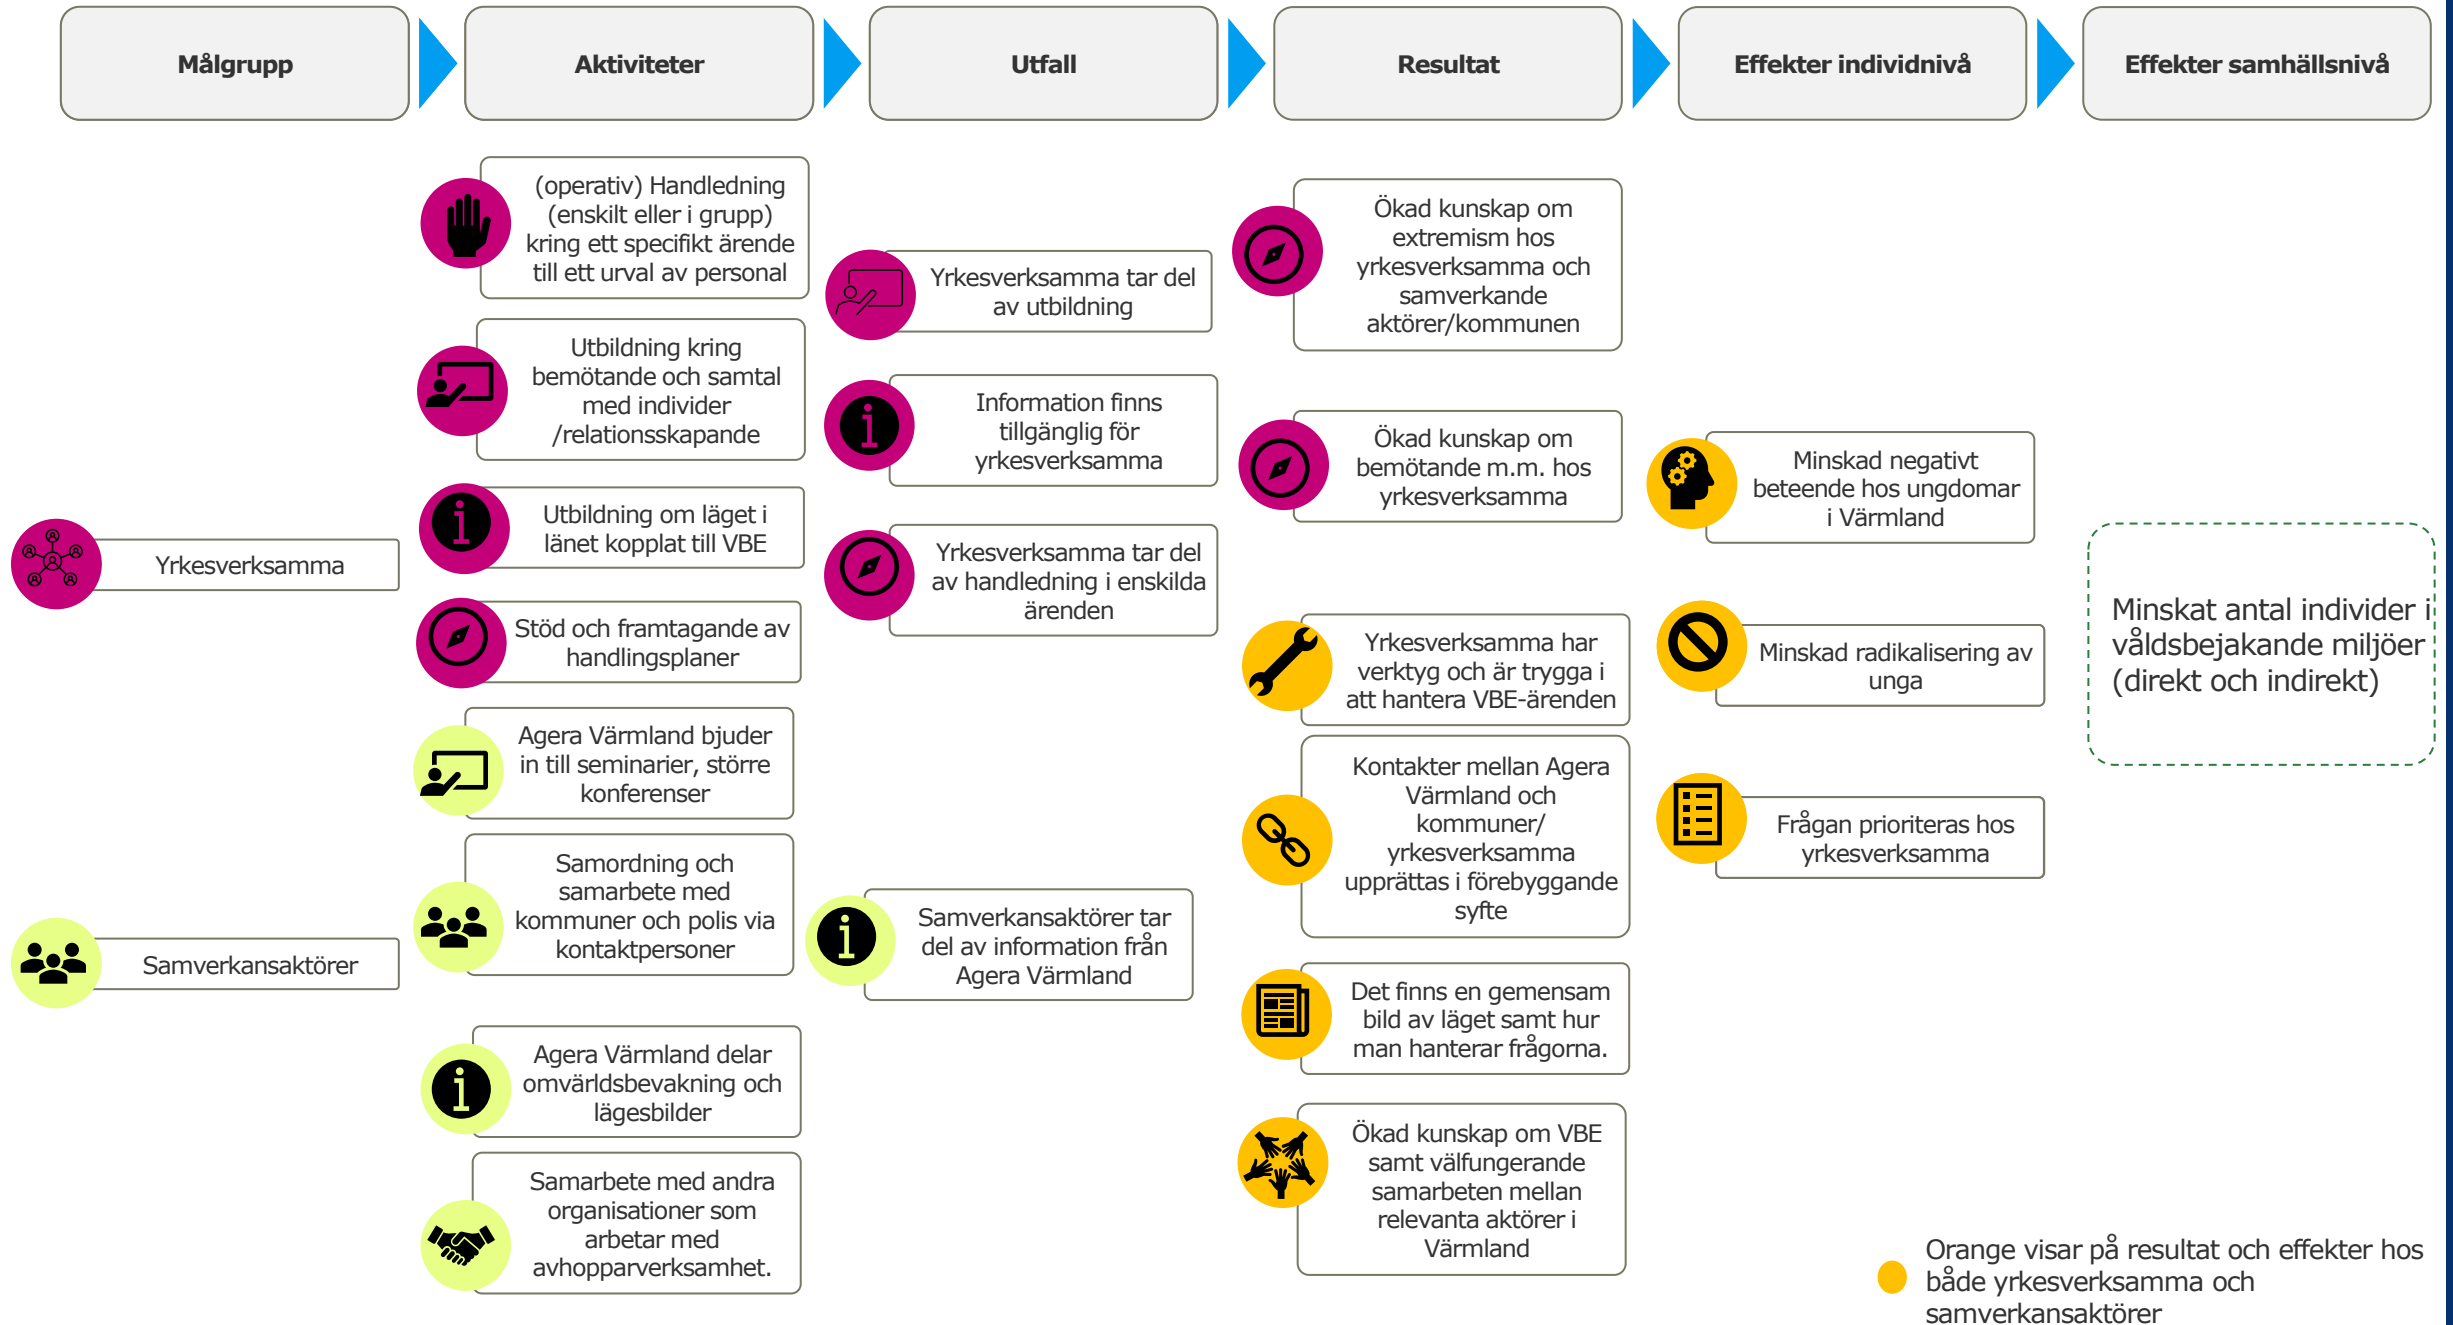 Målgrupp
Aktiviteter
Utfall
Resultat
Effekter individnivå
Effekter samhällsnivå
Yrkesverksamma
Samverkansaktörer
(operativ) Handledning
(enskilt eller i grupp)
kring ett specifikt ärende
till ett urval av personal
Utbildning kring
bemötande och samtal
med individer
/relationsskapande
Utbildning om läget i
länet kopplat till VBE
Stöd och framtagande av
handlingsplaner
Agera Värmland bjuder
in till seminarier, större
konferenser
Samordning och
samarbete med
kommuner och polis via
kontaktpersoner
Agera Värmland delar
omvärldsbevakning och
lägesbilder
Samarbete med andra
organisationer som
arbetar med
avhopparverksamhet.
Yrkesverksamma tar del
av utbildning
Information finns
tillgänglig för
yrkesverksamma
Yrkesverksamma tar del
av handledning i enskilda
ärenden
Samverkansaktörer tar
del av information från
Agera Värmland
Ökad kunskap om
extremism hos
yrkesverksamma och
samverkande
aktörer/kommunen
Ökad kunskap om
bemötande m.m. hos
yrkesverksamma
Yrkesverksamma har
verktyg och är trygga i
att hantera VBE-ärenden
Kontakter mellan Agera
Värmland och
kommuner/
yrkesverksamma
upprättas i förebyggande
syfte
Det finns en gemensam
bild av läget samt hur
man hanterar frågorna.
Ökad kunskap om VBE
samt välfungerande
samarbeten mellan
relevanta aktörer i
Värmland
Minskad negativt
beteende hos ungdomar
i Värmland
Minskad radikalisering av
unga
Frågan prioriteras hos
yrkesverksamma
Minskat antal individer i
våldsbejakande miljöer
(direkt och indirekt)
Orange visar på resultat och effekter hos
både yrkesverksamma och
samverkansaktörer